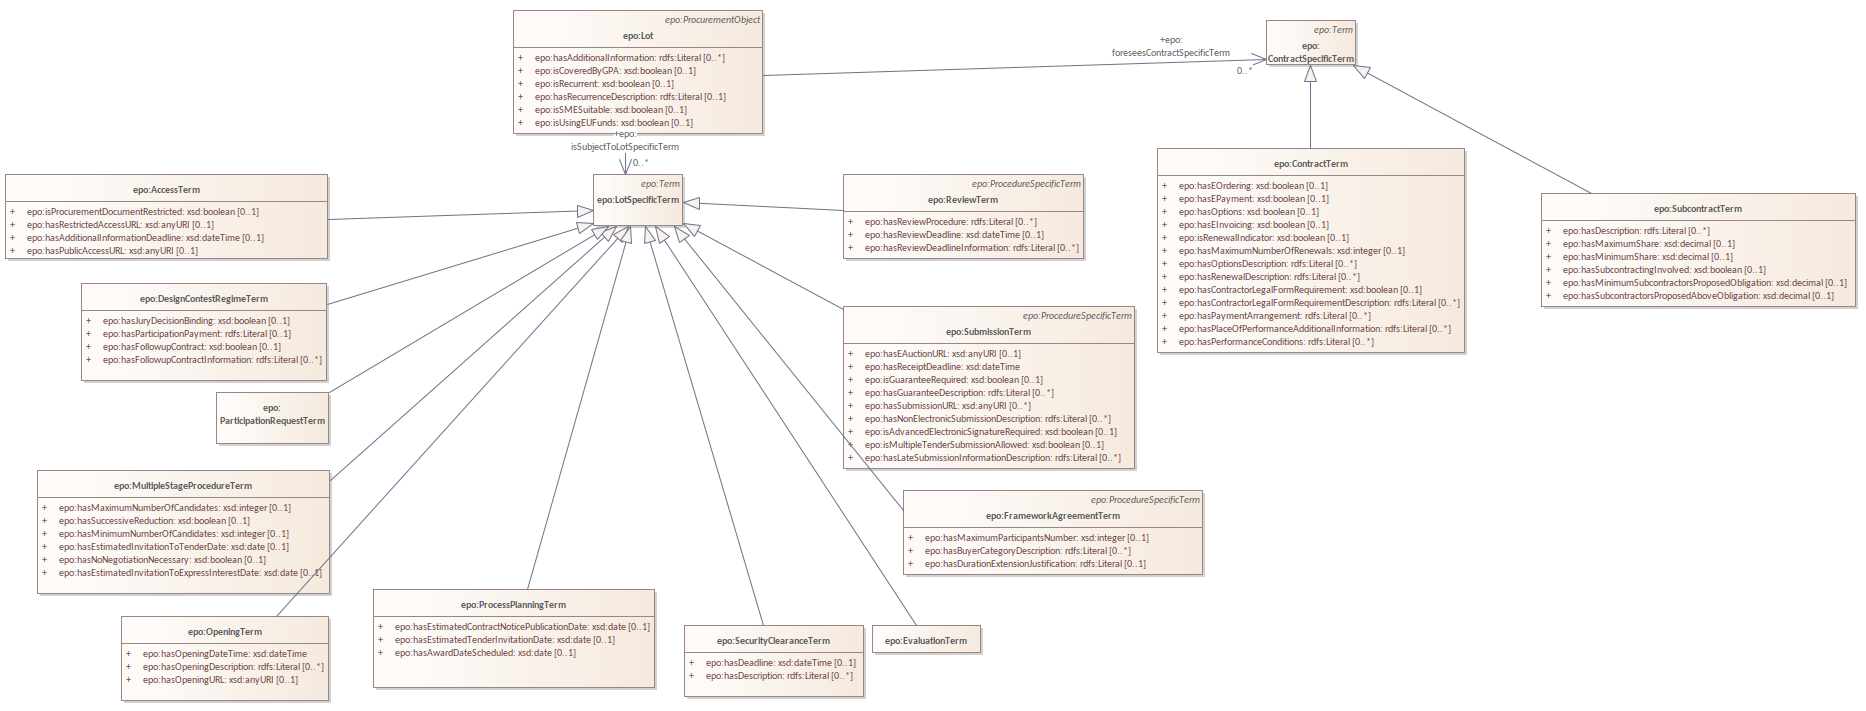 epo:ProcurementObject
epo:Lot
+ epo:hasAdditionalInformation: rdfs:Literal [0..*]
+ epo:isCoveredByGPA: xsd:boolean [0..1]
+ epo:isRecurrent: xsd:boolean [0..1]
+ epo:hasRecurrenceDescription: rdfs:Literal [0..1]
+ epo:isSMESuitable: xsd:boolean [0..1]
+ epo:isUsingEUFunds: xsd:boolean [0..1]
+epo:
foreseesContractSpecificTerm
0..*
epo:Term
epo:
ContractSpecificTerm
+epo:
isSubjectToLotSpecificTerm
0..*
epo:Term
epo:LotSpecificTerm
epo:AccessTerm
+ epo:isProcurementDocumentRestricted: xsd:boolean [0..1]
+ epo:hasRestrictedAccessURL: xsd:anyURI [0..1]
+ epo:hasAdditionalInformationDeadline: xsd:dateTime [0..1]
+ epo:hasPublicAccessURL: xsd:anyURI [0..1]
epo:ProcedureSpecificTerm
epo:ReviewTerm
+ epo:hasReviewProcedure: rdfs:Literal [0..*]
+ epo:hasReviewDeadline: xsd:dateTime [0..1]
+ epo:hasReviewDeadlineInformation: rdfs:Literal [0..*]
epo:ContractTerm
+ epo:hasEOrdering: xsd:boolean [0..1]
+ epo:hasEPayment: xsd:boolean [0..1]
+ epo:hasOptions: xsd:boolean [0..1]
+ epo:hasEInvoicing: xsd:boolean [0..1]
+ epo:isRenewalIndicator: xsd:boolean [0..1]
+ epo:hasMaximumNumberOfRenewals: xsd:integer [0..1]
+ epo:hasOptionsDescription: rdfs:Literal [0..*]
+ epo:hasRenewalDescription: rdfs:Literal [0..*]
+ epo:hasContractorLegalFormRequirement: xsd:boolean [0..1]
+ epo:hasContractorLegalFormRequirementDescription: rdfs:Literal [0..*]
+ epo:hasPaymentArrangement: rdfs:Literal [0..*]
+ epo:hasPlaceOfPerformanceAdditionalInformation: rdfs:Literal [0..*]
+ epo:hasPerformanceConditions: rdfs:Literal [0..*]
epo:SubcontractTerm
+ epo:hasDescription: rdfs:Literal [0..*]
+ epo:hasMaximumShare: xsd:decimal [0..1]
+ epo:hasMinimumShare: xsd:decimal [0..1]
+ epo:hasSubcontractingInvolved: xsd:boolean [0..1]
+ epo:hasMinimumSubcontractorsProposedObligation: xsd:decimal [0..1]
+ epo:hasSubcontractorsProposedAboveObligation: xsd:decimal [0..1]
epo:DesignContestRegimeTerm
+ epo:hasJuryDecisionBinding: xsd:boolean [0..1]
+ epo:hasParticipationPayment: rdfs:Literal [0..1]
+ epo:hasFollowupContract: xsd:boolean [0..1]
+ epo:hasFollowupContractInformation: rdfs:Literal [0..*]
epo:ProcedureSpecificTerm
epo:SubmissionTerm
+ epo:hasEAuctionURL: xsd:anyURI [0..1]
+ epo:hasReceiptDeadline: xsd:dateTime
+ epo:isGuaranteeRequired: xsd:boolean [0..1]
+ epo:hasGuaranteeDescription: rdfs:Literal [0..*]
+ epo:hasSubmissionURL: xsd:anyURI [0..*]
+ epo:hasNonElectronicSubmissionDescription: rdfs:Literal [0..*]
+ epo:isAdvancedElectronicSignatureRequired: xsd:boolean [0..1]
+ epo:isMultipleTenderSubmissionAllowed: xsd:boolean [0..1]
+ epo:hasLateSubmissionInformationDescription: rdfs:Literal [0..*]
epo:
ParticipationRequestTerm
epo:MultipleStageProcedureTerm
+ epo:hasMaximumNumberOfCandidates: xsd:integer [0..1]
+ epo:hasSuccessiveReduction: xsd:boolean [0..1]
+ epo:hasMinimumNumberOfCandidates: xsd:integer [0..1]
+ epo:hasEstimatedInvitationToTenderDate: xsd:date [0..1]
+ epo:hasNoNegotiationNecessary: xsd:boolean [0..1]
+ epo:hasEstimatedInvitationToExpressInterestDate: xsd:date [0..1]
epo:ProcedureSpecificTerm
epo:FrameworkAgreementTerm
+ epo:hasMaximumParticipantsNumber: xsd:integer [0..1]
+ epo:hasBuyerCategoryDescription: rdfs:Literal [0..*]
+ epo:hasDurationExtensionJustification: rdfs:Literal [0..1]
epo:OpeningTerm
+ epo:hasOpeningDateTime: xsd:dateTime
+ epo:hasOpeningDescription: rdfs:Literal [0..*]
+ epo:hasOpeningURL: xsd:anyURI [0..1]
epo:ProcessPlanningTerm
+ epo:hasEstimatedContractNoticePublicationDate: xsd:date [0..1]
+ epo:hasEstimatedTenderInvitationDate: xsd:date [0..1]
+ epo:hasAwardDateScheduled: xsd:date [0..1]
epo:SecurityClearanceTerm
+ epo:hasDeadline: xsd:dateTime [0..1]
+ epo:hasDescription: rdfs:Literal [0..*]
epo:EvaluationTerm